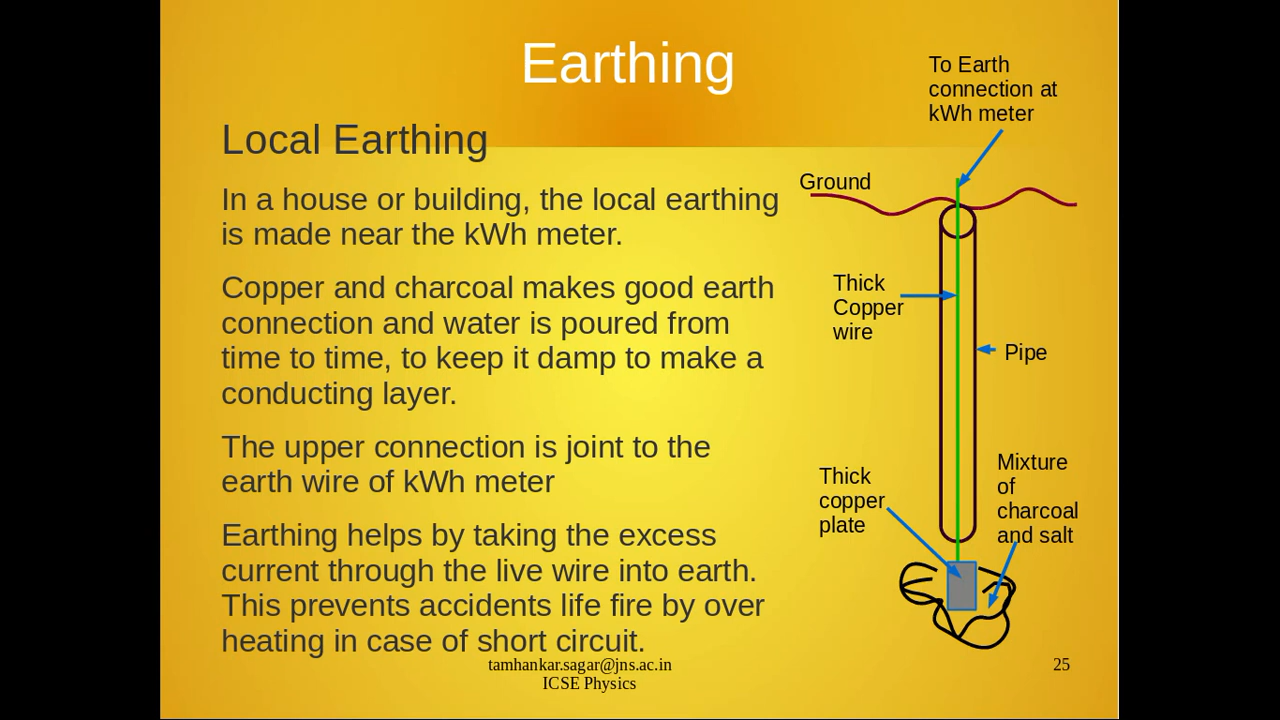 Earthing
Local Earthing
In a house or building, the local earthing
is made near the kWh meter.
Copper and charcoal makes good earth
connection and water is poured from
time to time, to keep it damp to make a
conducting layer.
The upper connection is joint to the
earth wire of kWh meter
Earthing helps by taking the excess
current through the live wire into earth.
This prevents accidents life fire by over
heating in case of short circuit.
To Earth
connection at
kWh meter
Ground
Thick
Copper
wire
Pipe
Thick
copper
plate
Mixture
of
charcoal
and salt
tamhankar.sagar@jns.ac.in
ICSE Physics
25